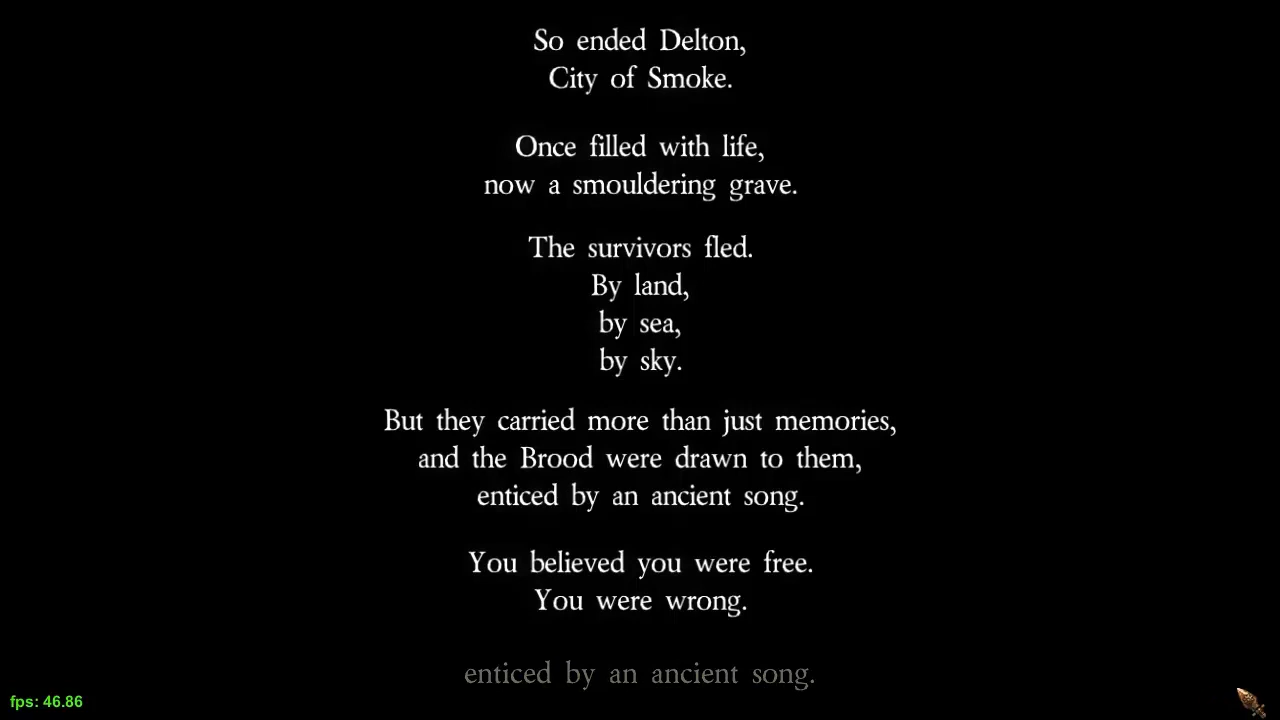 So ended Delton,
City of Smoke.
Once filled with life,
now a smouldering grave.
The survivors fled.
By land,
by sea,
by sky.
But they carried more than just memories,
and the Brood were drawn to them,
enticed by an ancient song.
You believed you were free.
You were wrong.
enticed by an ancient song.
fps: 46.86